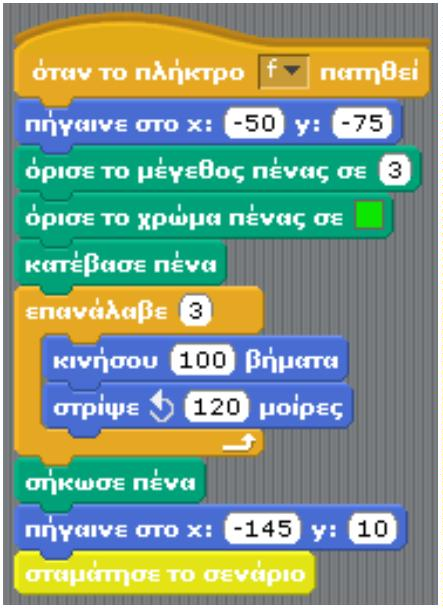 όταν το πλήκτρο f πατηθεί
πήγαινε στο x: -50 y: -75
όρισε το μέγεθος πένας σε 3
όρισε το χρώμα πένας σε
κατέβασε πένα
επανάλαβε 3
κινήσου 100 βήματα
στρίψε 120 μοίρες
σήκωσε πένα
πήγαινε στο x: -145 y: 10
σταμάτησε το σενάριο